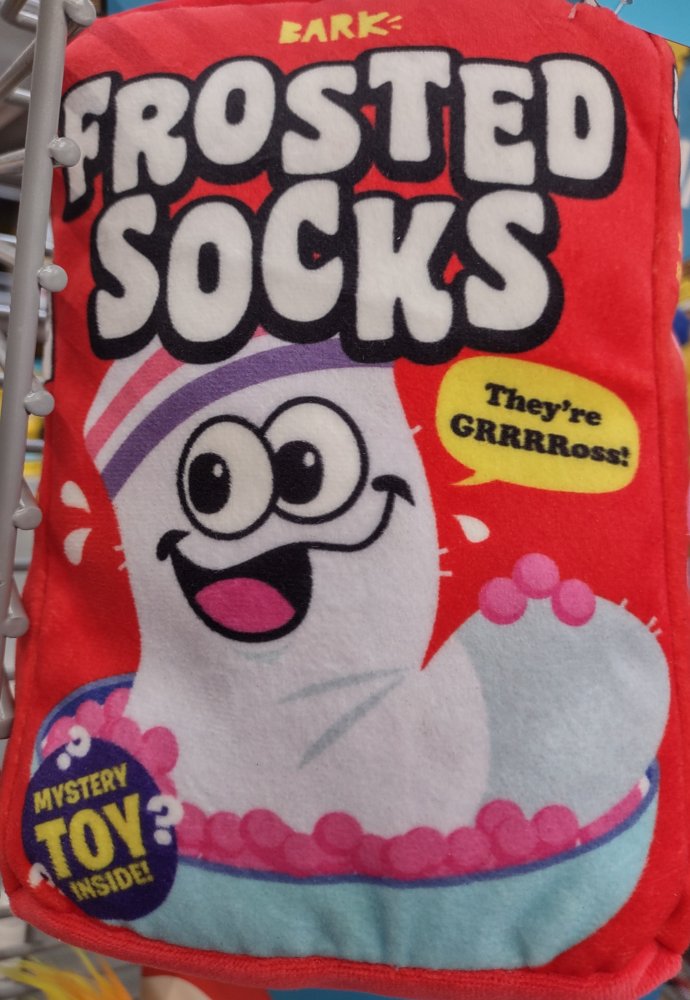 BARK
FROSTED
SOCKS
They're
GRRRRoss!
MYSTERY
TOY
INSIDE!